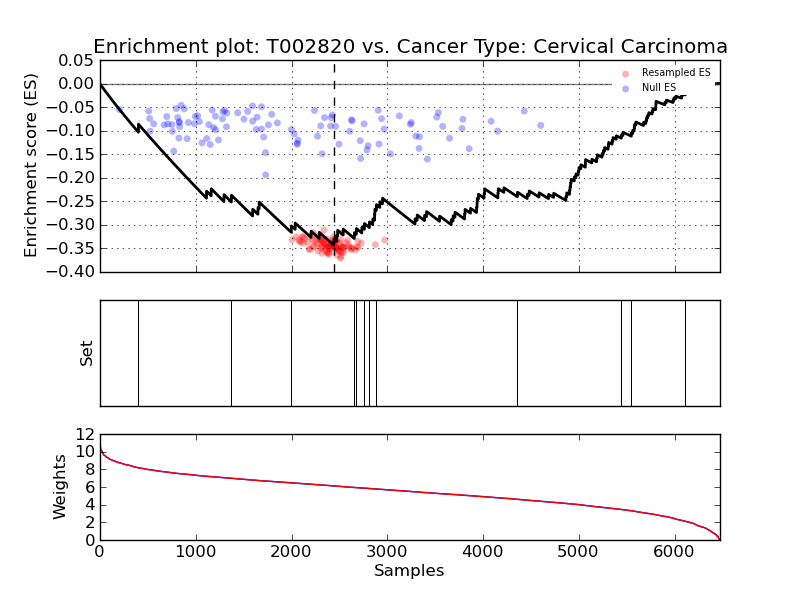 Enrichment plot: T002820 vs. Cancer Type: Cervical Carcinoma
0.05
0.00
−0.05
−0.10
−0.15
−0.20
−0.25
−0.30
−0.35
−0.40
Enrichment score (ES)
Resampled ES
Null ES
Set
12
10
8
6
4
2
0
Weights
0 1000 2000 3000 4000 5000 6000
Samples